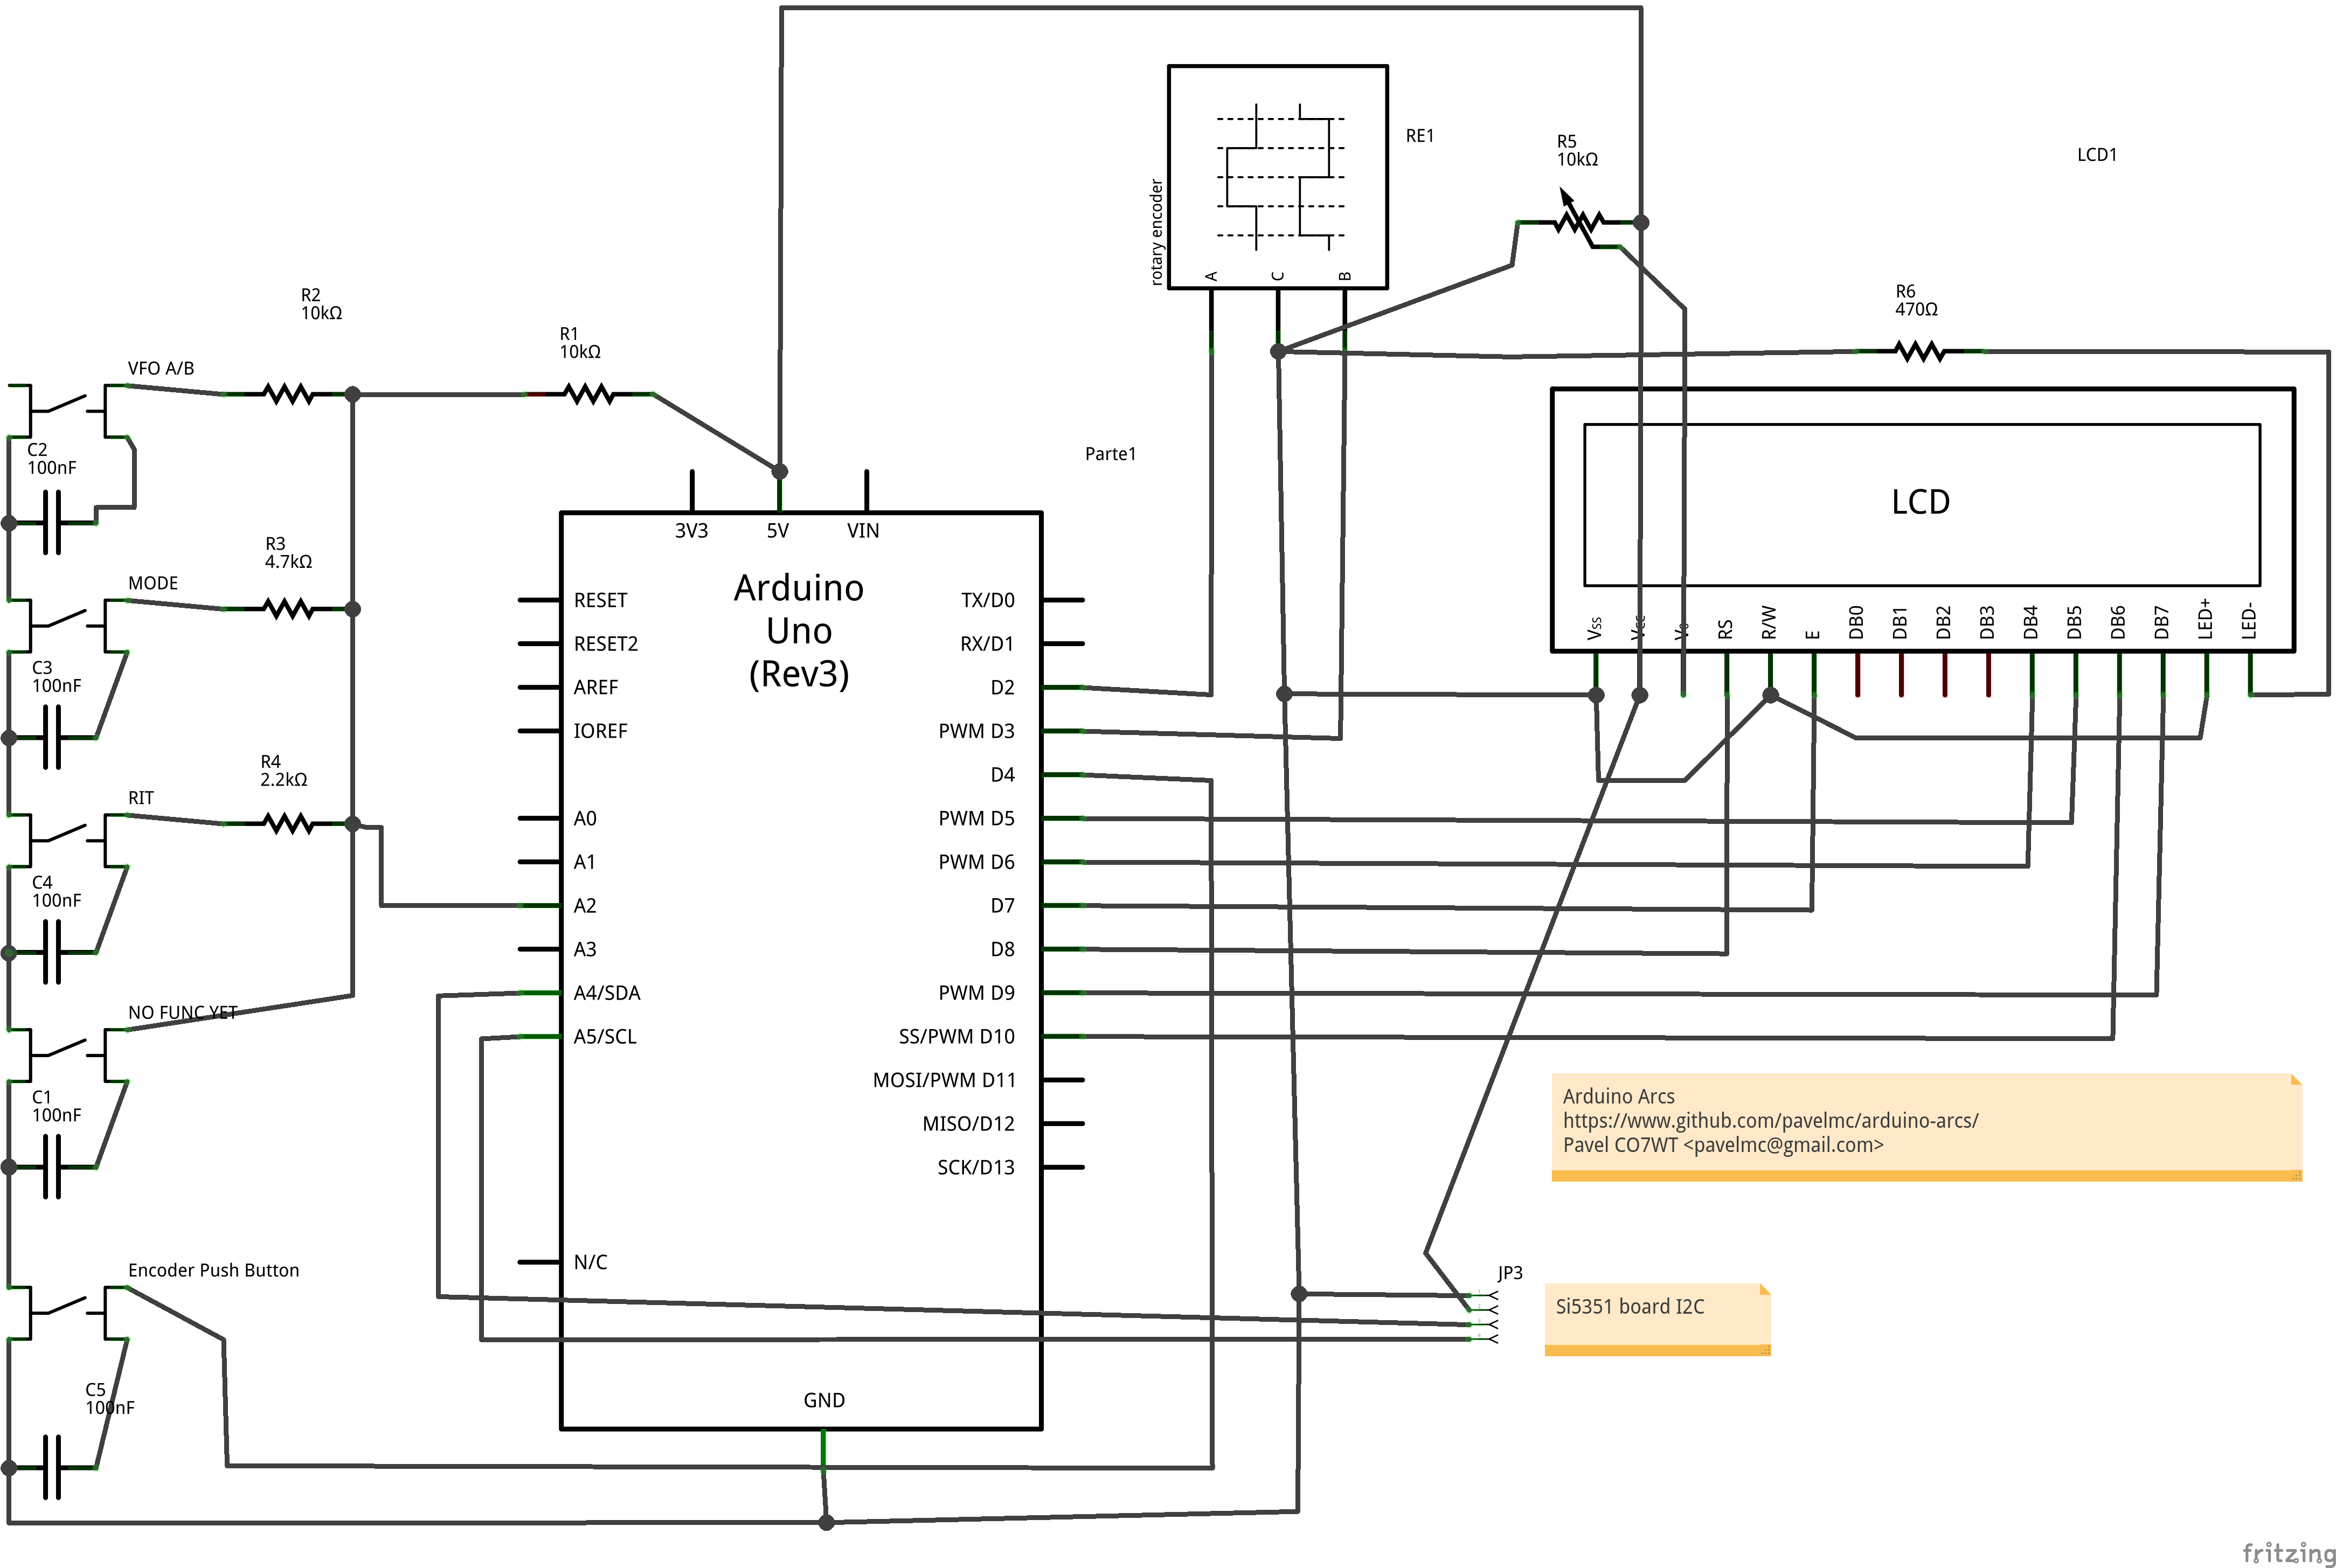 RE1
rotary encoder
A
C
B
R5
10kΩ
LCD1
R2
10kΩ
R1
10kΩ
R6
470Ω
VFO A/B
C2
100nF
Parte1
LCD
3V3
5V
VIN
R3
4.7kΩ
MODE
C3
100nF
Arduino
Uno
(Rev3)
RESET
RESET2
AREF
IOREF
A0
A1
A2
A3
A4/SDA
A5/SCL
N/C
TX/D0
RX/D1
D2
PWM D3
D4
PWM D5
PWM D6
D7
D8
PWM D9
SS/PWM D10
MOSI/PWM D11
MISO/D12
SCK/D13
GND
Vss
Vcc
V0
RS
R/W
E
DB0
DB1
DB2
DB3
DB4
DB5
DB6
DB7
LED+
LED-
R4
2.2kΩ
RIT
C4
100nF
NO FUNC YET
C1
100nF
Encoder Push Button
C5
100nF
Arduino Arcs
https://www.github.com/pavelmc/arduino-arcs/
Pavel CO7WT <pavelmc@gmail.com>
JP3
Si5351 board I2C
fritzing